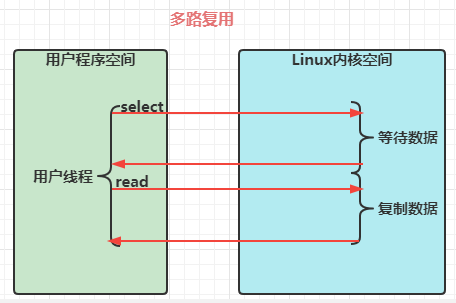 多路复用
用户程序空间
Linux内核空间
select
等待数据
用户线程
read
复制数据